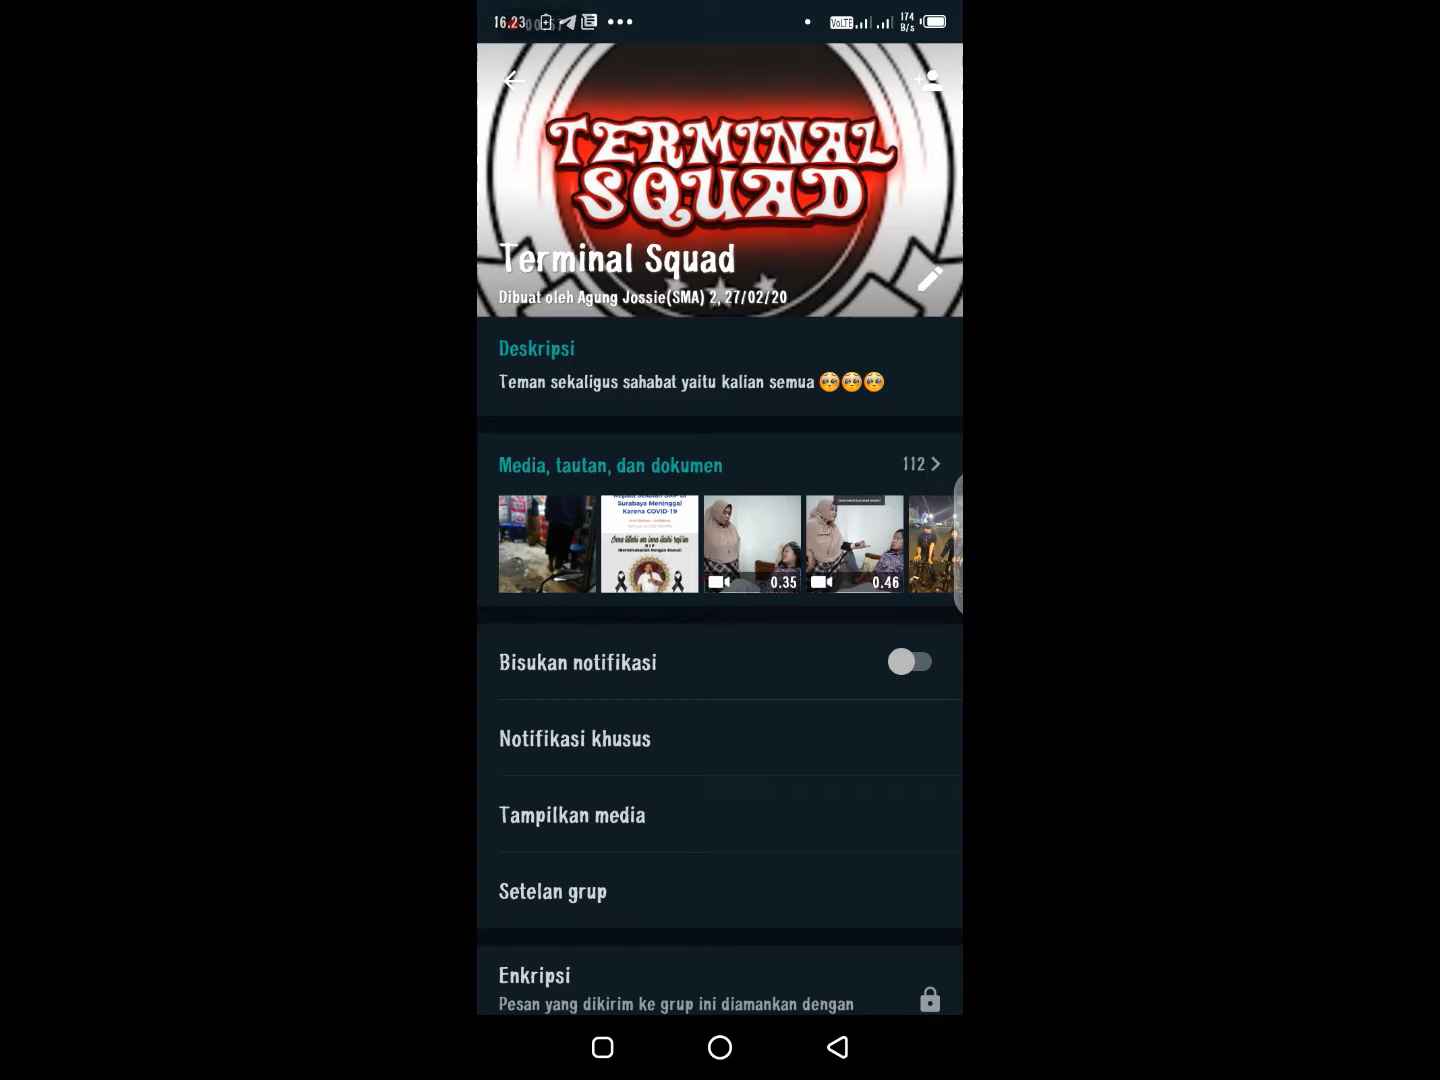 16.23
VoLTE
174
B/s
TERMINAL
SQUAD
Terminal Squad
Dibuat oleh Agung Jossie(SMA) 2, 27/02/20
Deskripsi
Teman sekaligus sahabat yaitu kalian semua 🥺🥺🥺
Media, tautan, dan dokumen
112
Surabaya Meninggal
Karena COVID-19
0.35
0.46
Bisukan notifikasi
Notifikasi khusus
Tampilkan media
Setelan grup
Enkripsi
Pesan yang dikirim ke grup ini diamankan dengan